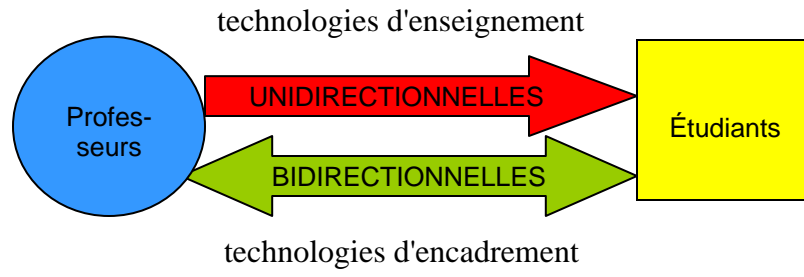 technologies d'enseignement
UNIDIRECTIONNELLES
Profes-
seurs
Étudiants
BIDIRECTIONNELLES
technologies d'encadrement